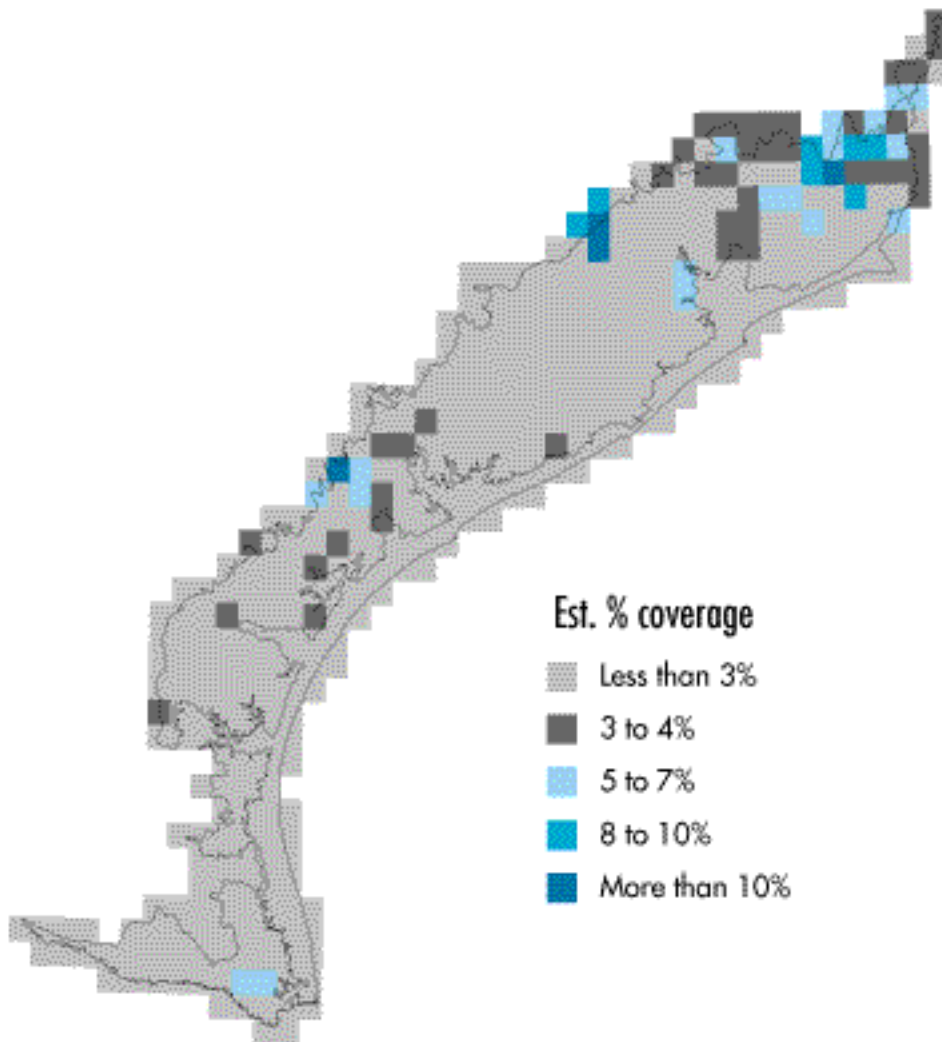 Est. % coverage
Less than 3%
3 to 4%
5 to 7%
8 to 10%
More than 10%